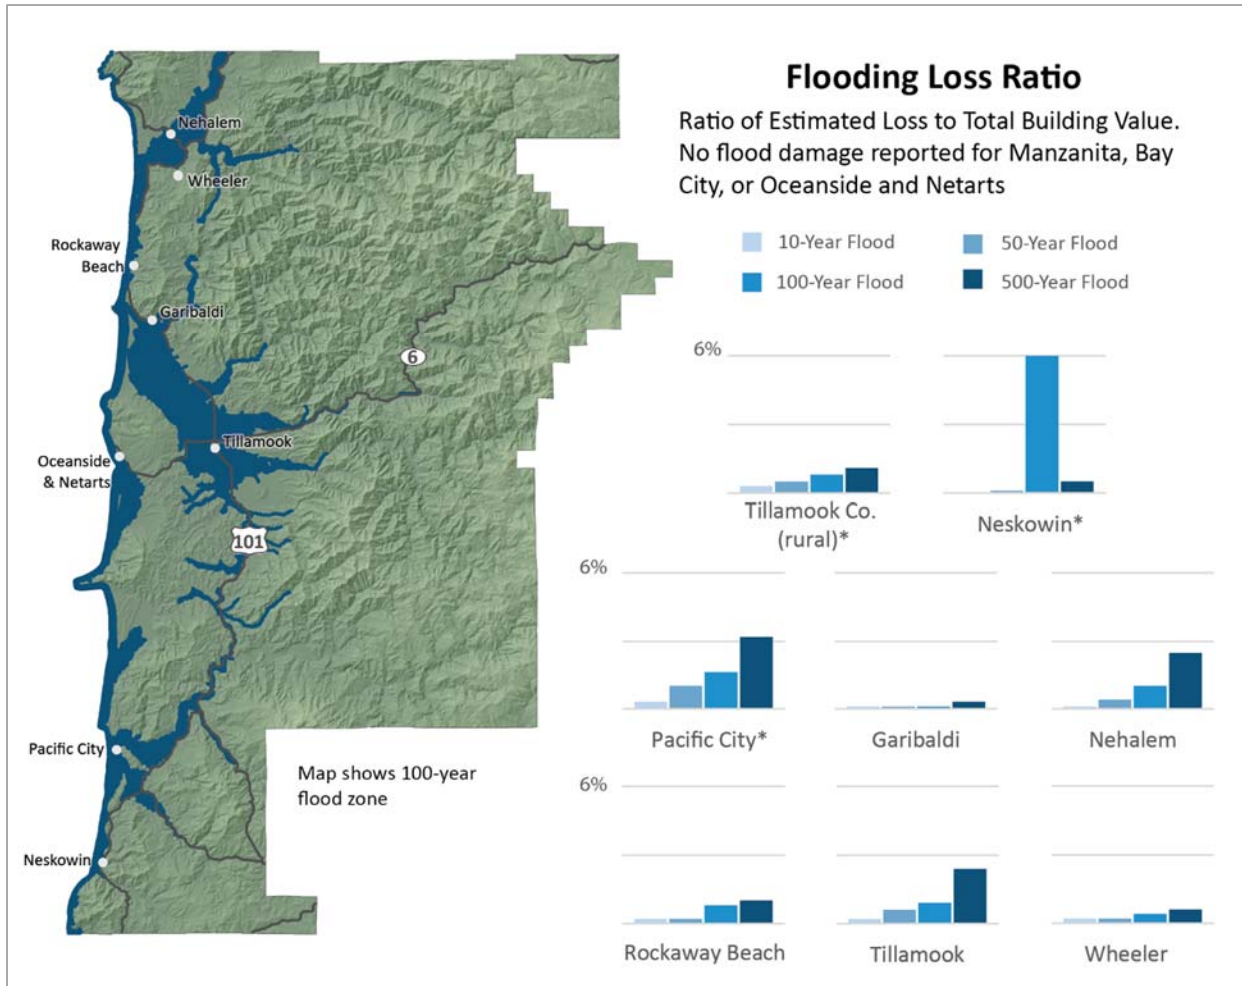 Nehalem
Wheeler
Rockaway
Beach
Garibaldi
6
Tillamook
Oceanside
& Netarts
101
Pacific City
Neskowin
Map shows 100-year
flood zone
Flooding Loss Ratio
Ratio of Estimated Loss to Total Building Value.
No flood damage reported for Manzanita, Bay
City, or Oceanside and Netarts
10-Year Flood
50-Year Flood
100-Year Flood
500-Year Flood
6%
Tillamook Co.
(rural)*
Neskowin*
6%
Pacific City*
Garibaldi
Nehalem
6%
Rockaway Beach
Tillamook
Wheeler